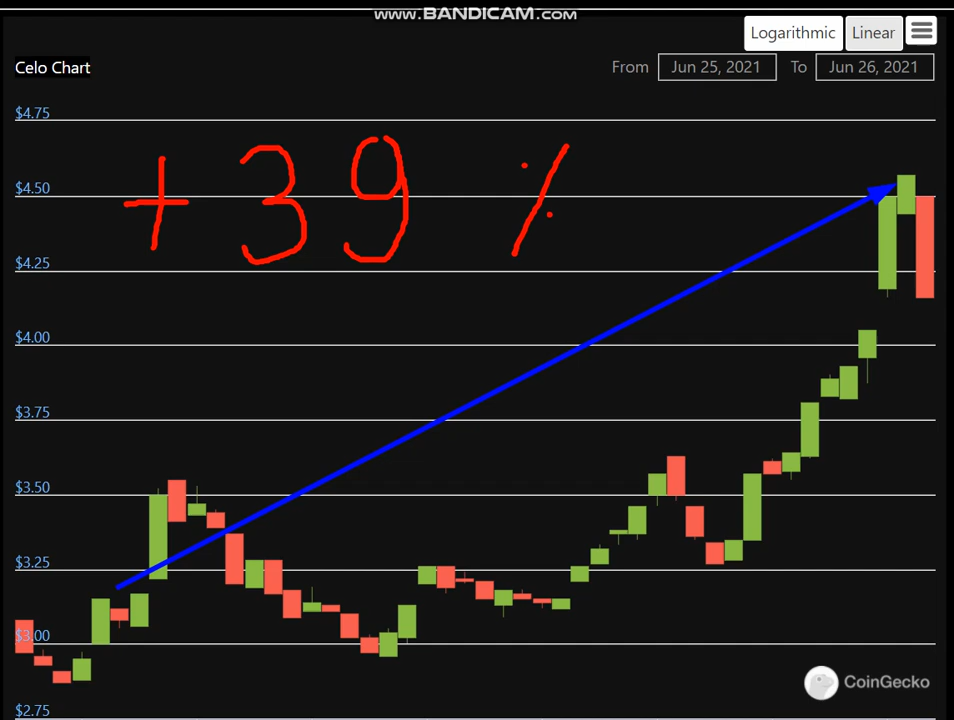 www.BANDICAM.com
Logarithmic Linear
Celo Chart From Jun 25, 2021 To Jun 26, 2021
$4.75
+ 39 %
$4.50
$4.25
$4.00
$3.75
$3.50
$3.25
$3.00
CoinGecko
$2.75